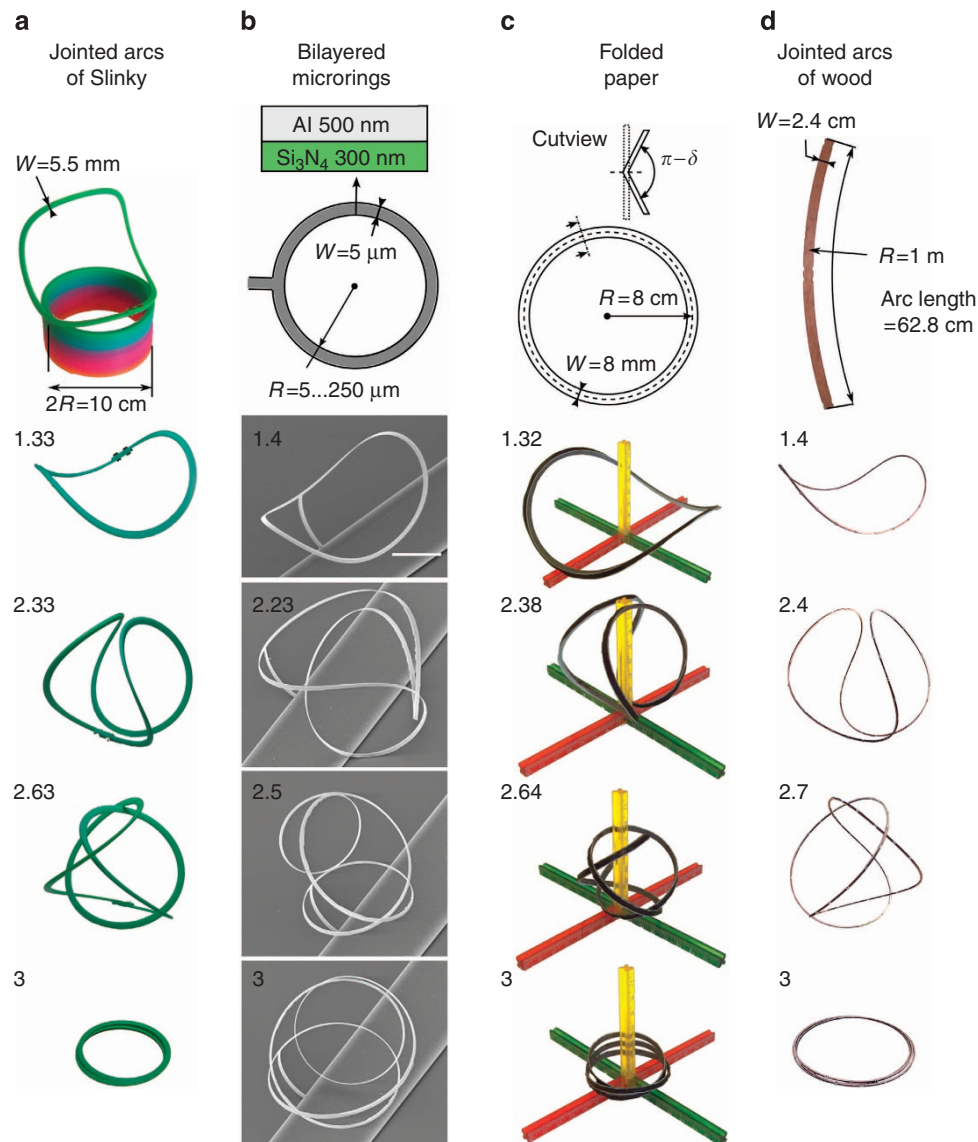 a
Jointed arcs
of Slinky
W=5.5 mm
2R=10 cm
1.33
2.33
2.63
3
b
Bilayered
microrings
Al 500 nm
Si₃N₄ 300 nm
W=5 μm
R=5...250 μm
1.4
2.23
2.5
3
c
Folded
paper
Cutview
π−δ
R=8 cm
W=8 mm
1.32
2.38
2.64
3
d
Jointed arcs
of wood
W=2.4 cm
R=1 m
Arc length
=62.8 cm
1.4
2.4
2.7
3